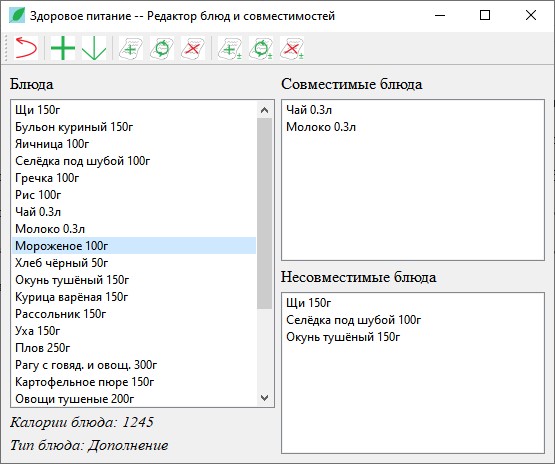 Здоровое питание -- Редактор блюд и совместимостей
Блюда
Щи 150г
Бульон куриный 150г
Яичница 100г
Селёдка под шубой 100г
Гречка 100г
Рис 100г
Чай 0.3л
Молоко 0.3л
Мороженое 100г
Хлеб чёрный 50г
Окунь тушёный 150г
Курица варёная 150г
Рассольник 150г
Уха 150г
Плов 250г
Рагу с говяд. и овощ. 300г
Картофельное пюре 150г
Овощи тушеные 200г
Калории блюда: 1245
Тип блюда: Дополнение
Совместимые блюда
Чай 0.3л
Молоко 0.3л
Несовместимые блюда
Щи 150г
Селёдка под шубой 100г
Окунь тушёный 150г